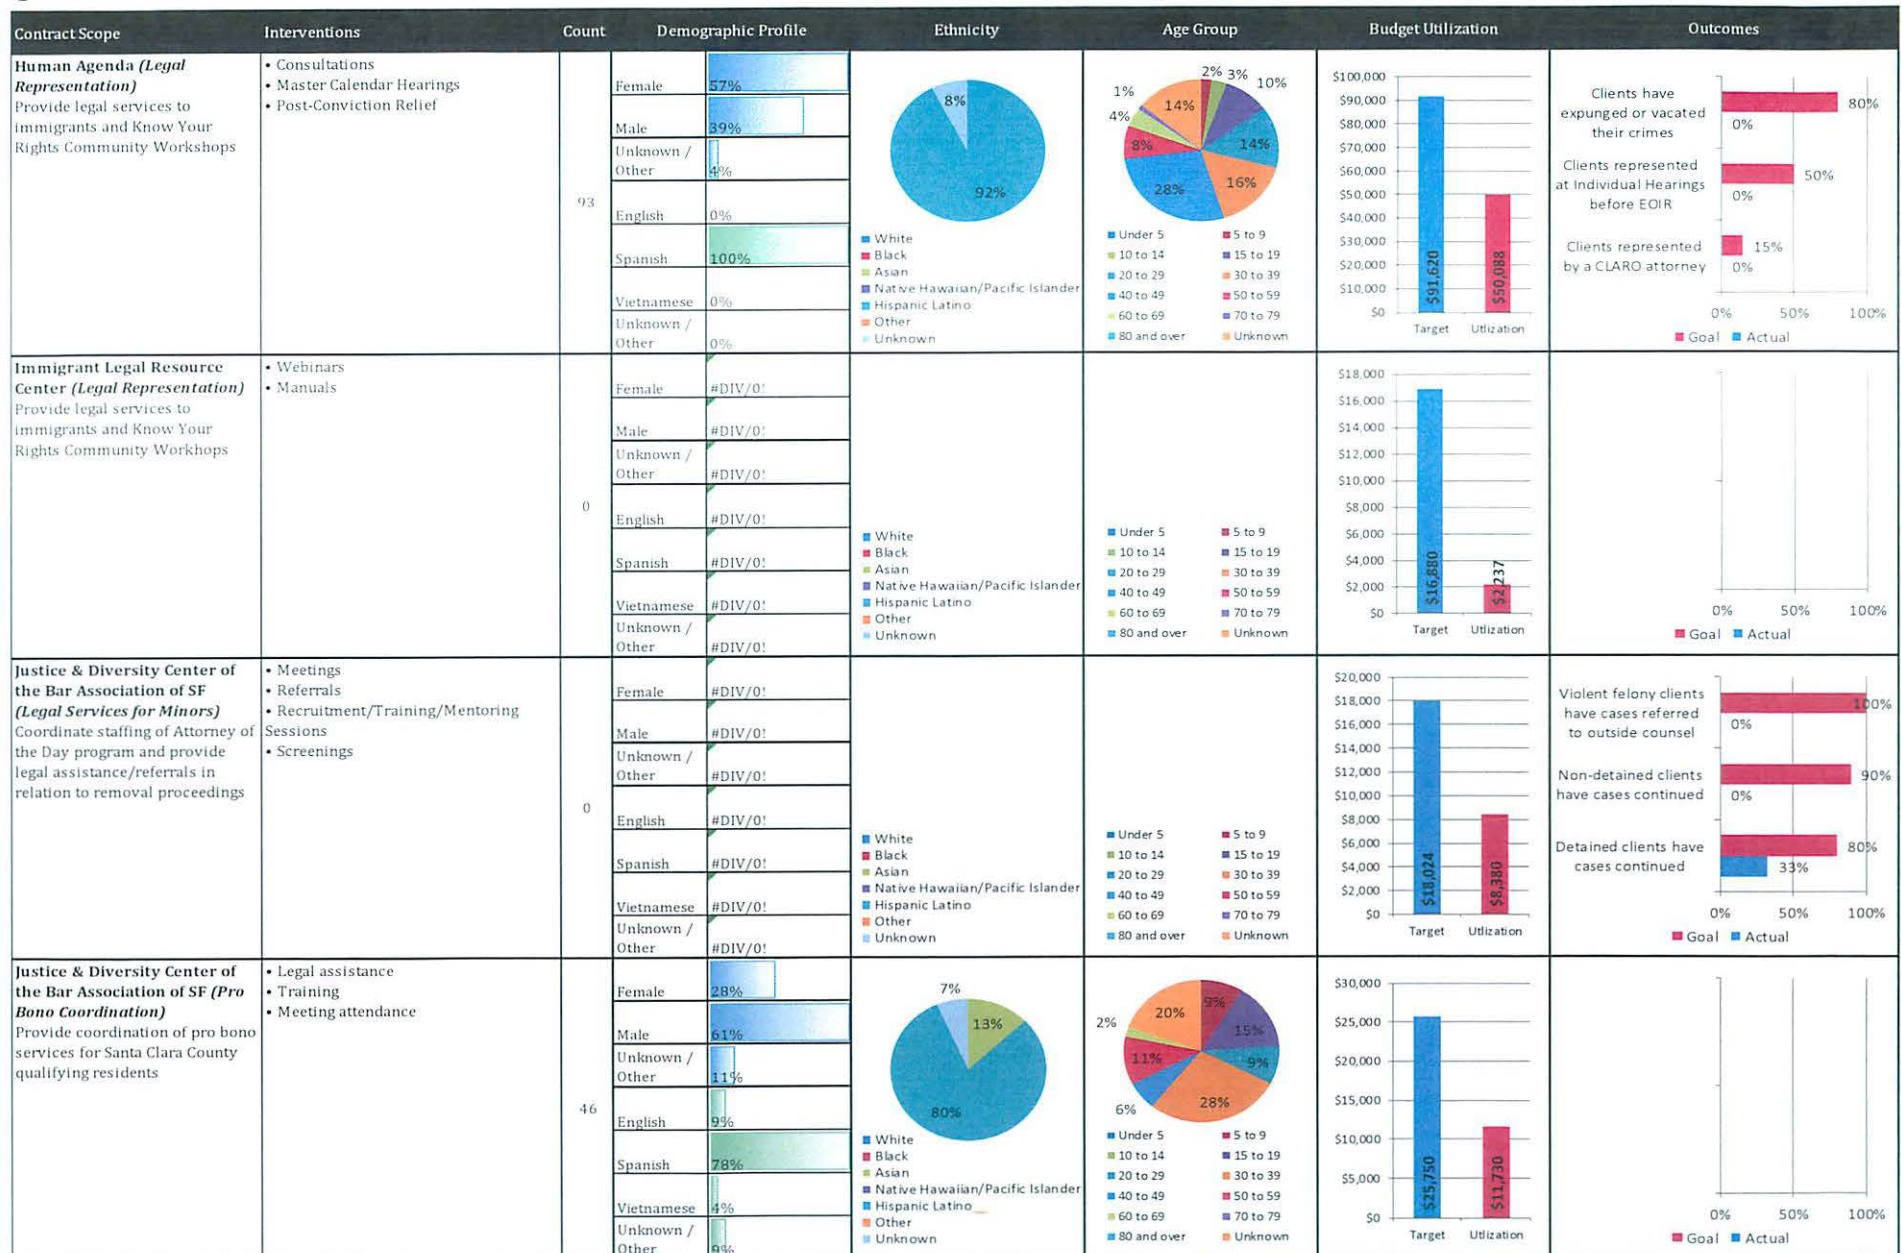 Contract Scope Interventions Count Demographic Profile Ethnicity Age Group Budget Utilization Outcomes
Human Agenda (Legal
Representation)
Provide legal services to
immigrants and Know Your
Rights Community Workshops
• Consultations
• Master Calendar Hearings
• Post-Conviction Relief
93
Female 57%
Male 39%
Unknown /
Other 4%
English 0%
Spanish 100%
Vietnamese 0%
Unknown /
Other 0%
8%
92%
White
Black
Asian
Native Hawaiian/Pacific Islander
Hispanic Latino
Other
Unknown
2% 3%
10%
14%
16%
28%
8%
4%
1%
14%
Under 5 5 to 9
10 to 14 15 to 19
20 to 29 30 to 39
40 to 49 50 to 59
60 to 69 70 to 79
80 and over Unknown
$100,000
$90,000
$80,000
$70,000
$60,000
$50,000
$40,000
$30,000
$20,000
$10,000
$0
$91,620
$50,088
Target Utlization
Clients have
expunged or vacated
their crimes
80%
0%
Clients represented
at Individual Hearings
before EOIR
50%
0%
Clients represented
by a CLARO attorney
15%
0%
0% 50% 100%
Goal Actual
Immigrant Legal Resource
Center (Legal Representation)
Provide legal services to
immigrants and Know Your
Rights Community Workhops
• Webinars
• Manuals
0
Female #DIV/0!
Male #DIV/0!
Unknown /
Other #DIV/0!
English #DIV/0!
Spanish #DIV/0!
Vietnamese #DIV/0!
Unknown /
Other #DIV/0!
White
Black
Asian
Native Hawaiian/Pacific Islander
Hispanic Latino
Other
Unknown
Under 5 5 to 9
10 to 14 15 to 19
20 to 29 30 to 39
40 to 49 50 to 59
60 to 69 70 to 79
80 and over Unknown
$18,000
$16,000
$14,000
$12,000
$10,000
$8,000
$6,000
$4,000
$2,000
$0
$16,880
$2,237
Target Utlization
0% 50% 100%
Goal Actual
Justice & Diversity Center of
the Bar Association of SF
(Legal Services for Minors)
Coordinate staffing of Attorney of
the Day program and provide
legal assistance/referrals in
relation to removal proceedings
• Meetings
• Referrals
• Recruitment/Training/Mentoring
Sessions
• Screenings
0
Female #DIV/0!
Male #DIV/0!
Unknown /
Other #DIV/0!
English #DIV/0!
Spanish #DIV/0!
Vietnamese #DIV/0!
Unknown /
Other #DIV/0!
White
Black
Asian
Native Hawaiian/Pacific Islander
Hispanic Latino
Other
Unknown
Under 5 5 to 9
10 to 14 15 to 19
20 to 29 30 to 39
40 to 49 50 to 59
60 to 69 70 to 79
80 and over Unknown
$20,000
$18,000
$16,000
$14,000
$12,000
$10,000
$8,000
$6,000
$4,000
$2,000
$0
$18,024
$8,380
Target Utlization
Violent felony clients
have cases referred
to outside counsel
100%
0%
Non-detained clients
have cases continued
90%
0%
Detained clients have
cases continued
80%
33%
0% 50% 100%
Goal Actual
Justice & Diversity Center of
the Bar Association of SF (Pro
Bono Coordination)
Provide coordination of pro bono
services for Santa Clara County
qualifying residents
• Legal assistance
• Training
• Meeting attendance
46
Female 28%
Male 61%
Unknown /
Other 11%
English 9%
Spanish 78%
Vietnamese 4%
Unknown /
Other 9%
7%
13%
80%
White
Black
Asian
Native Hawaiian/Pacific Islander
Hispanic Latino
Other
Unknown
9%
15%
9%
28%
6%
11%
2%
20%
Under 5 5 to 9
10 to 14 15 to 19
20 to 29 30 to 39
40 to 49 50 to 59
60 to 69 70 to 79
80 and over Unknown
$30,000
$25,000
$20,000
$15,000
$10,000
$5,000
$0
$25,750
$11,730
Target Utlization
0% 50% 100%
Goal Actual